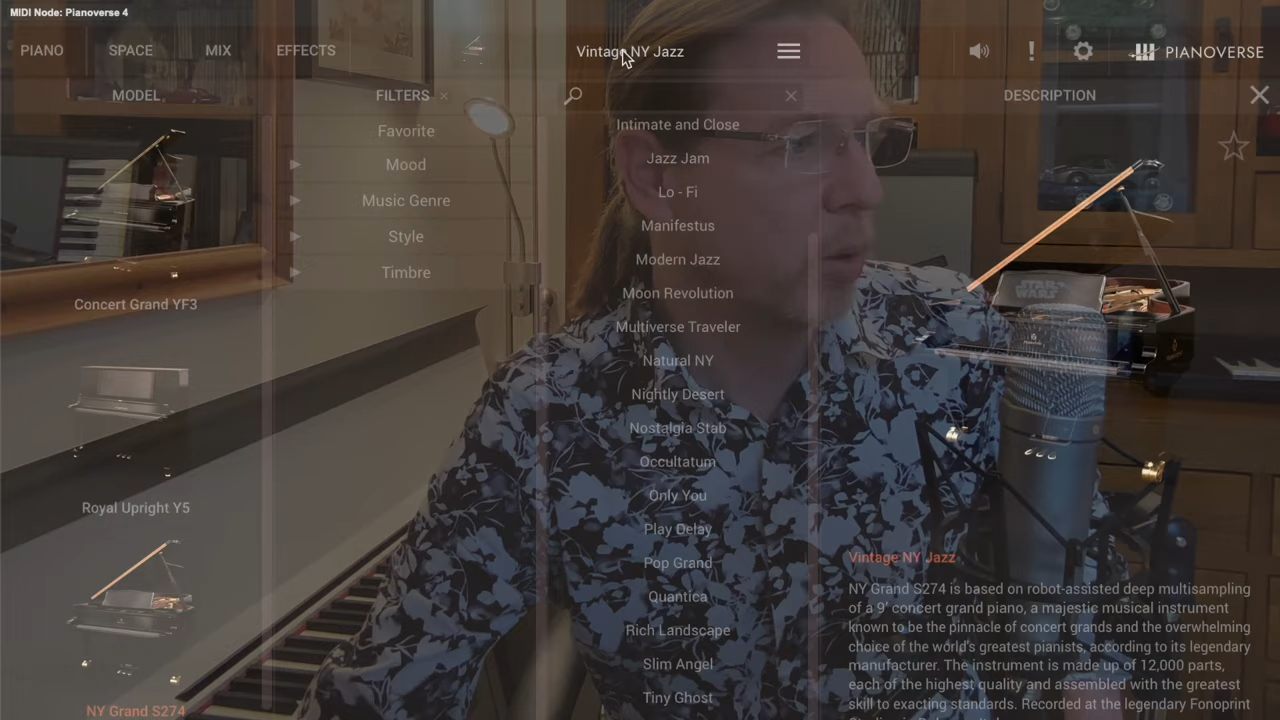 MIDI Node: Pianoverse 4
PIANO SPACE MIX EFFECTS Vintage NY Jazz PIANOVERSE
MODEL FILTERS × DESCRIPTION
Favorite
Mood
Music Genre
Style
Timbre
Concert Grand YF3
Royal Upright Y5
NY Grand S274
Intimate and Close
Jazz Jam
Lo - Fi
Manifestus
Modern Jazz
Moon Revolution
Multiverse Traveler
Natural NY
Nightly Desert
Nostalgia Stab
Occultatum
Only You
Play Delay
Pop Grand
Quantica
Rich Landscape
Slim Angel
Tiny Ghost
STAR
WARS
Vintage NY Jazz
NY Grand S274 is based on robot-assisted deep multisampling
of a 9' concert grand piano, a majestic musical instrument
known to be the pinnacle of concert grands and the overwhelming
choice of the world's greatest pianists, according to its legendary
manufacturer. The instrument is made up of 12,000 parts,
each of the highest quality and assembled with the greatest
skill to exacting standards. Recorded at the legendary Fonoprint